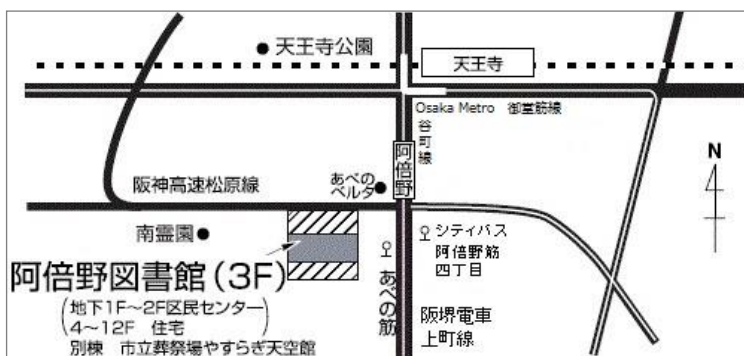 天王寺公園
天王寺
Osaka Metro 御堂筋線
谷町線
阿倍野
N
あべの
ベルタ
阪神高速松原線
南霊園
シティバス
阿倍野筋
四丁目
阿倍野図書館(3F)
あべの筋
(地下1F~2F区民センター
4~12F 住宅)
別棟 市立葬祭場やすらぎ天空館
阪堺電車
上町線